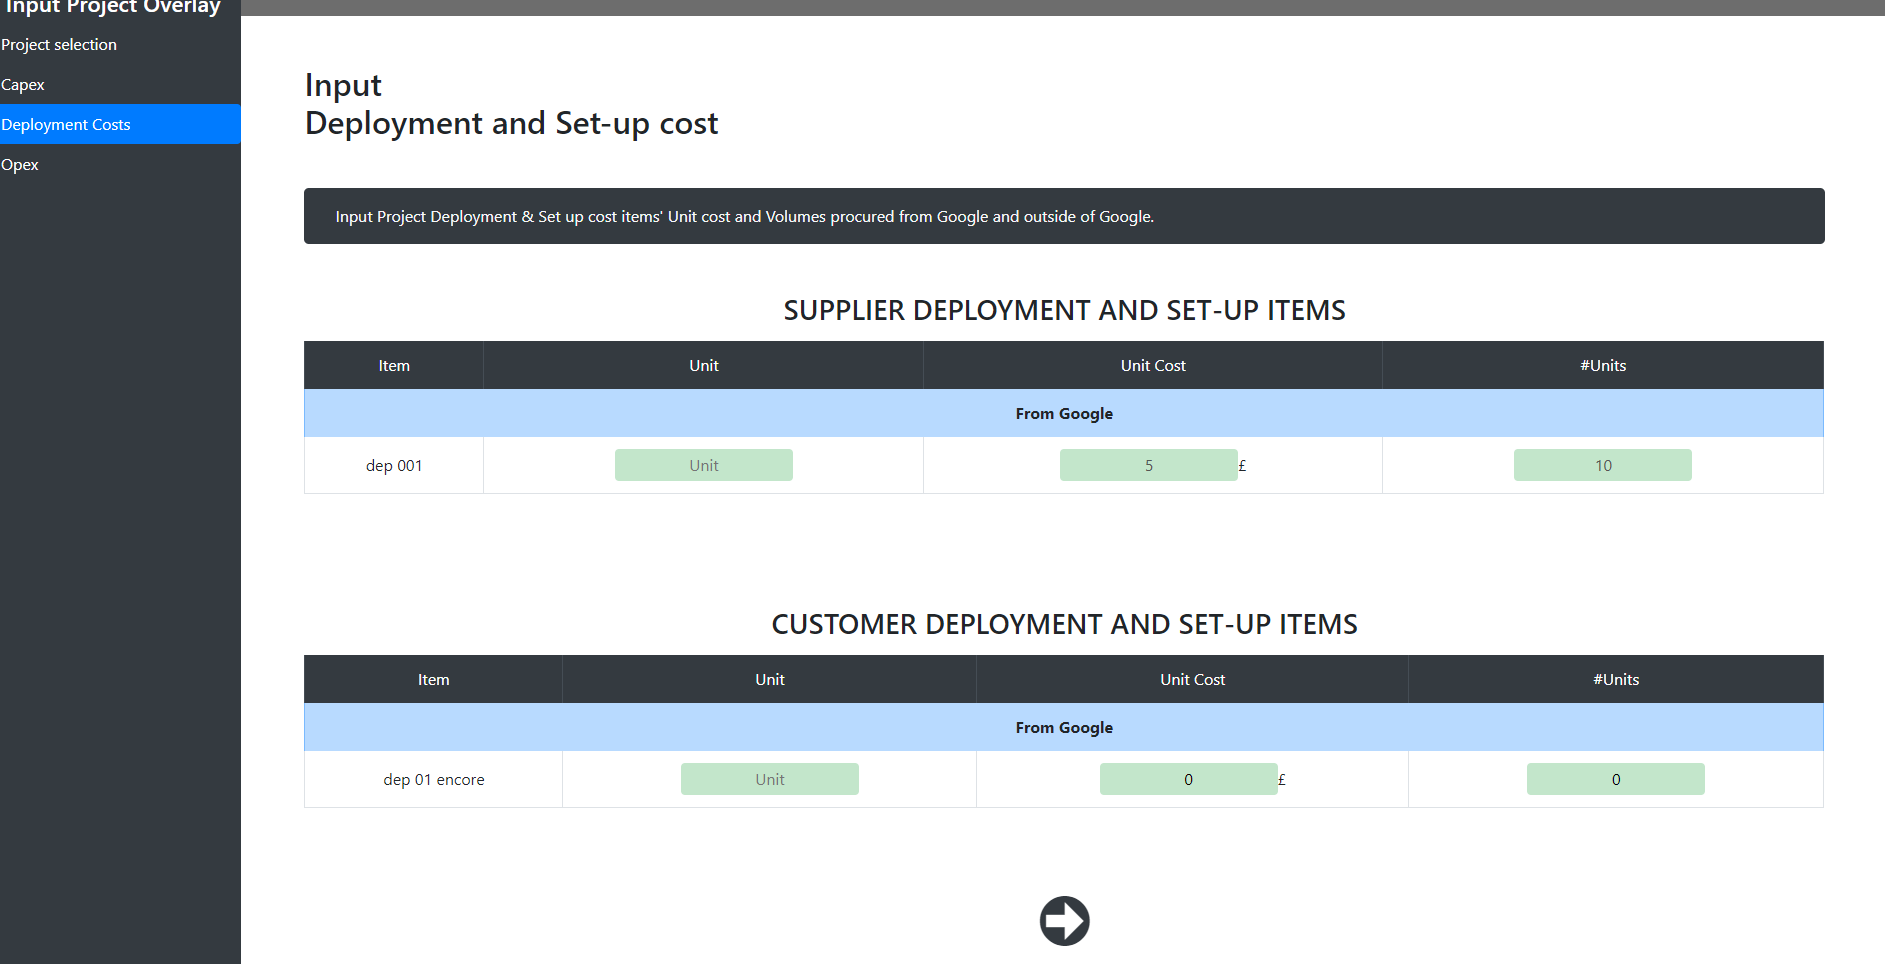 Input Project Overlay
Project selection
Capex
Deployment Costs
Opex
Input
Deployment and Set-up cost
Input Project Deployment & Set up cost items' Unit cost and Volumes procured from Google and outside of Google.
SUPPLIER DEPLOYMENT AND SET-UP ITEMS
Item Unit Unit Cost #Units
From Google
dep 001 Unit 5 £ 10
CUSTOMER DEPLOYMENT AND SET-UP ITEMS
Item Unit Unit Cost #Units
From Google
dep 01 encore Unit 0 £ 0